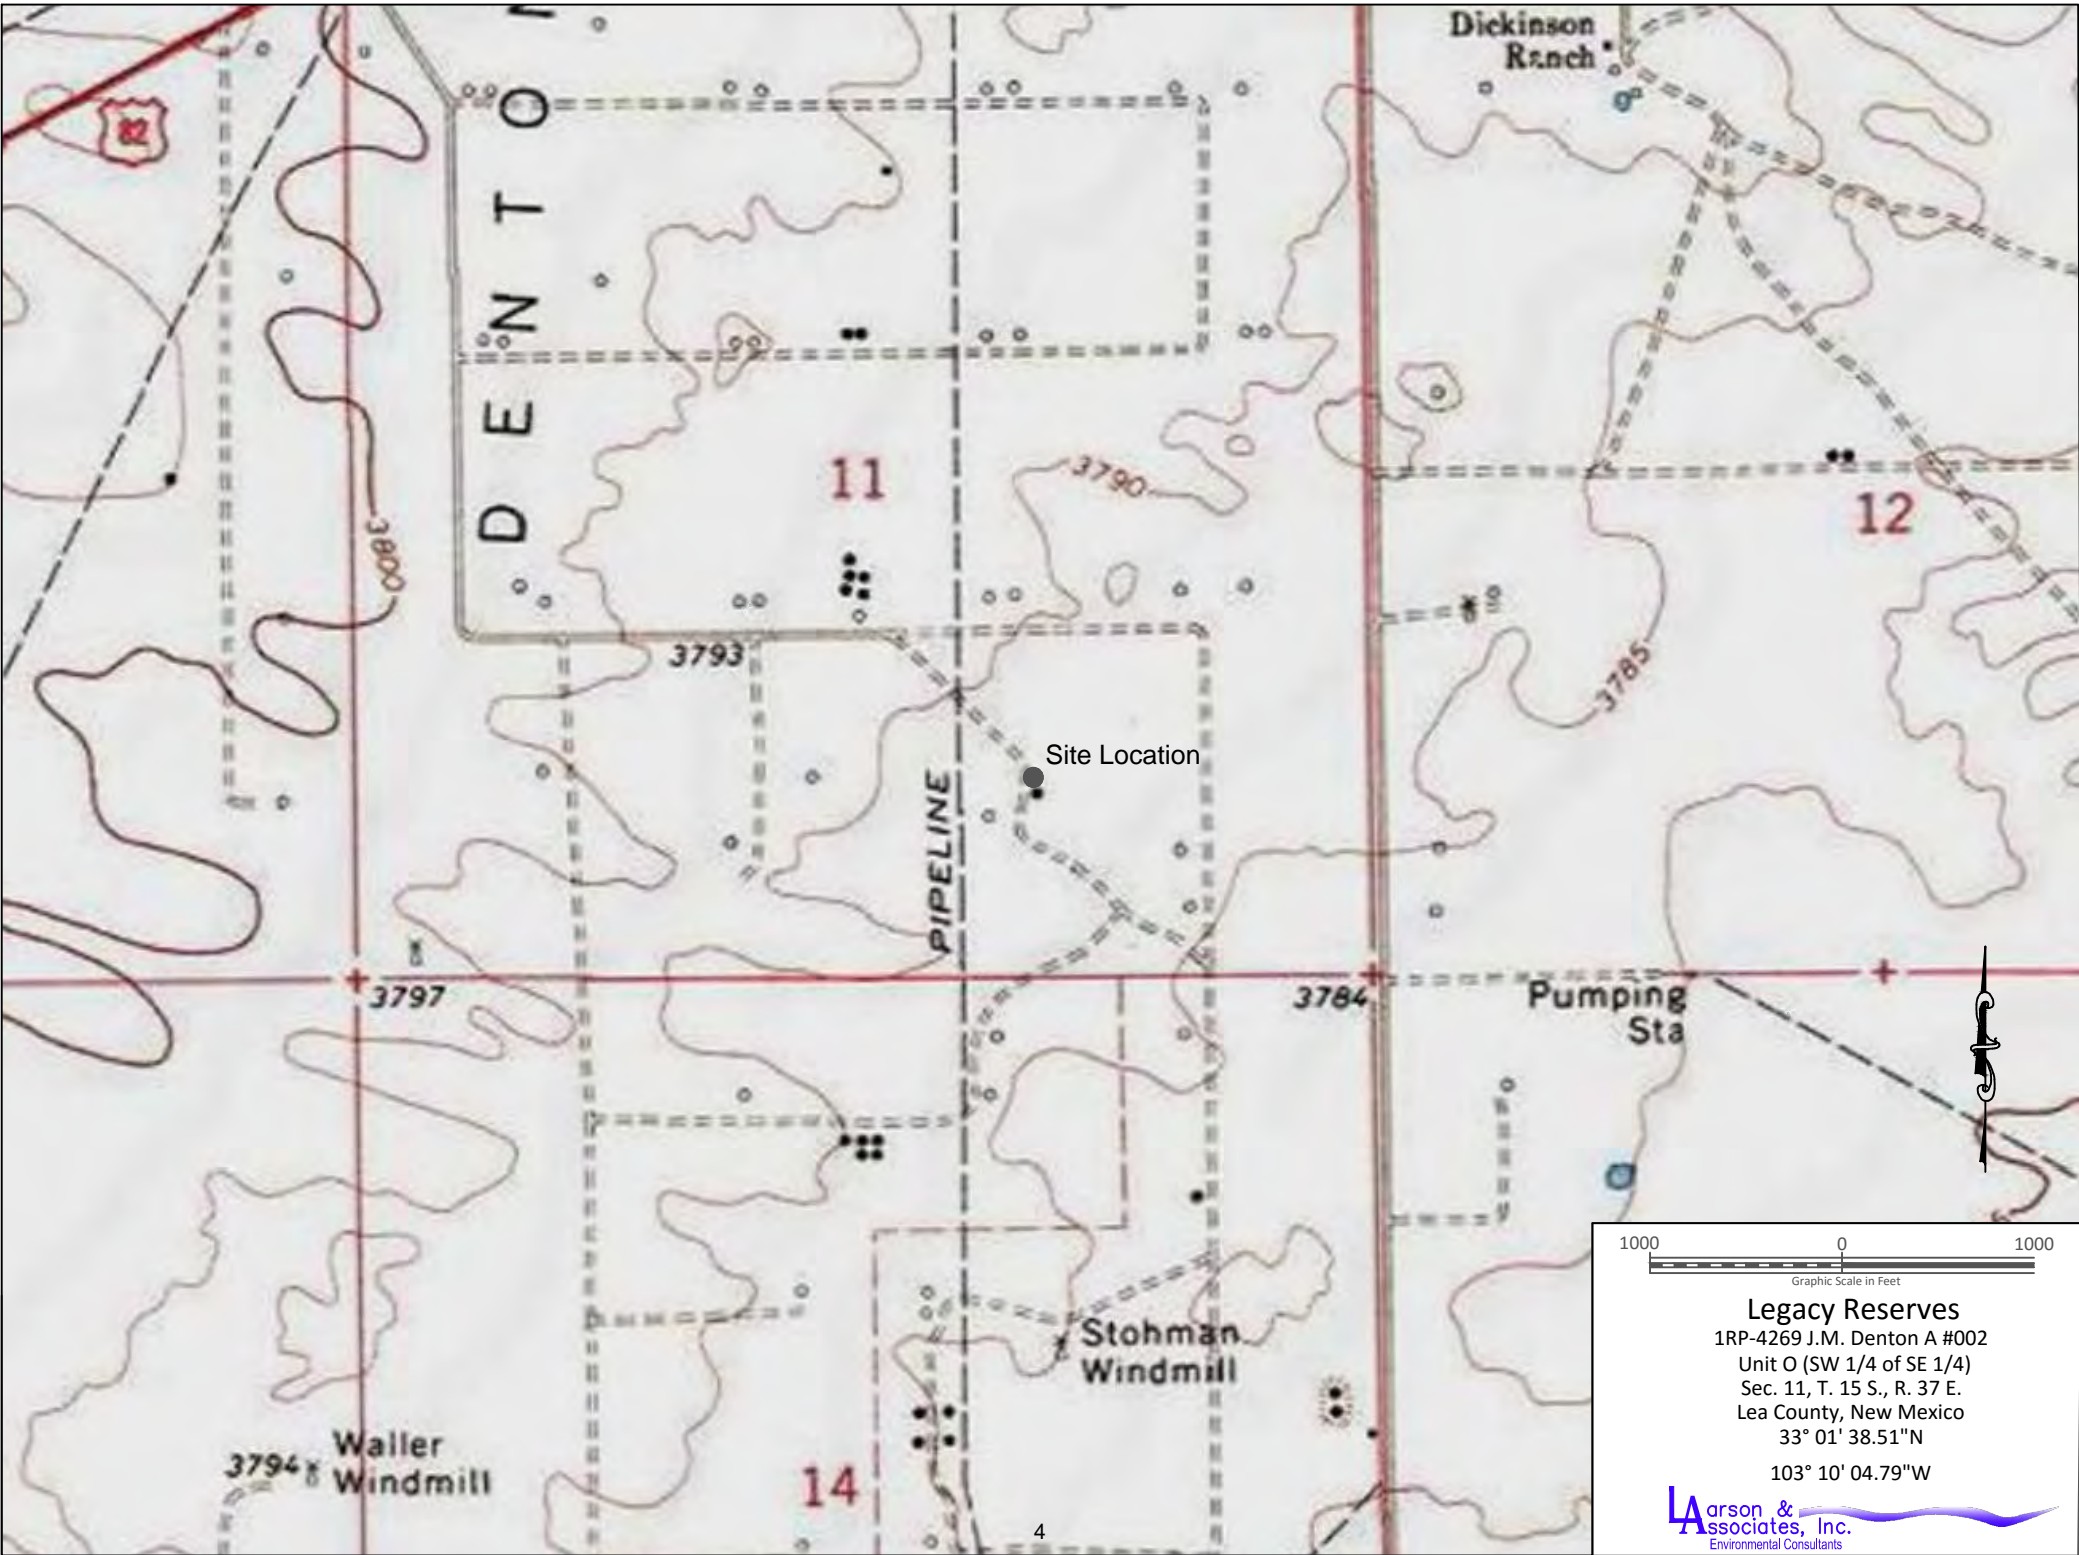 Dickinson
Ranch
82
DENTON
11
3790
12
3800
3793
3785
Site Location
PIPELINE
3797
3784
Pumping
Sta
Stohman
Windmill
Waller
Windmill
3794
14
4
1000 0 1000
Graphic Scale in Feet
Legacy Reserves
1RP-4269 J.M. Denton A #002
Unit O (SW 1/4 of SE 1/4)
Sec. 11, T. 15 S., R. 37 E.
Lea County, New Mexico
33° 01' 38.51"N
103° 10' 04.79"W
Larson &
Associates, Inc.
Environmental Consultants